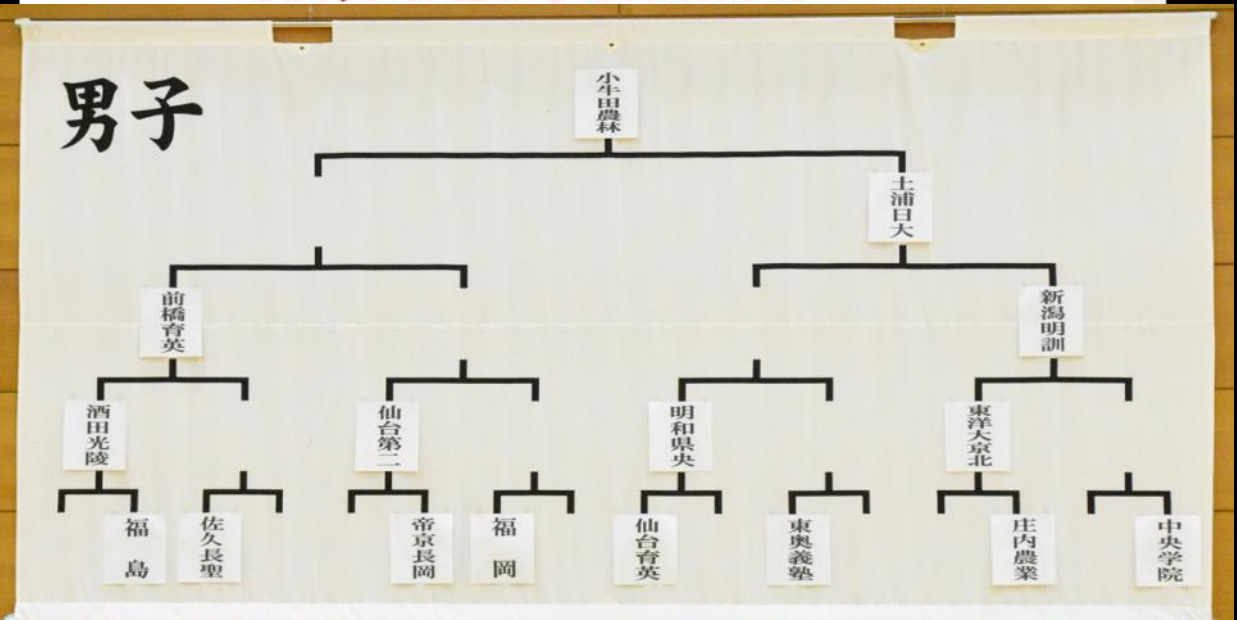 男子
小牛田農林
土浦日大
前橋育英
新潟明訓
酒田光陵
仙台第二
明和県央
東洋大京北
福島
佐久長聖
帝京長岡
福岡
仙台育英
東奥義塾
庄内農業
中央学院